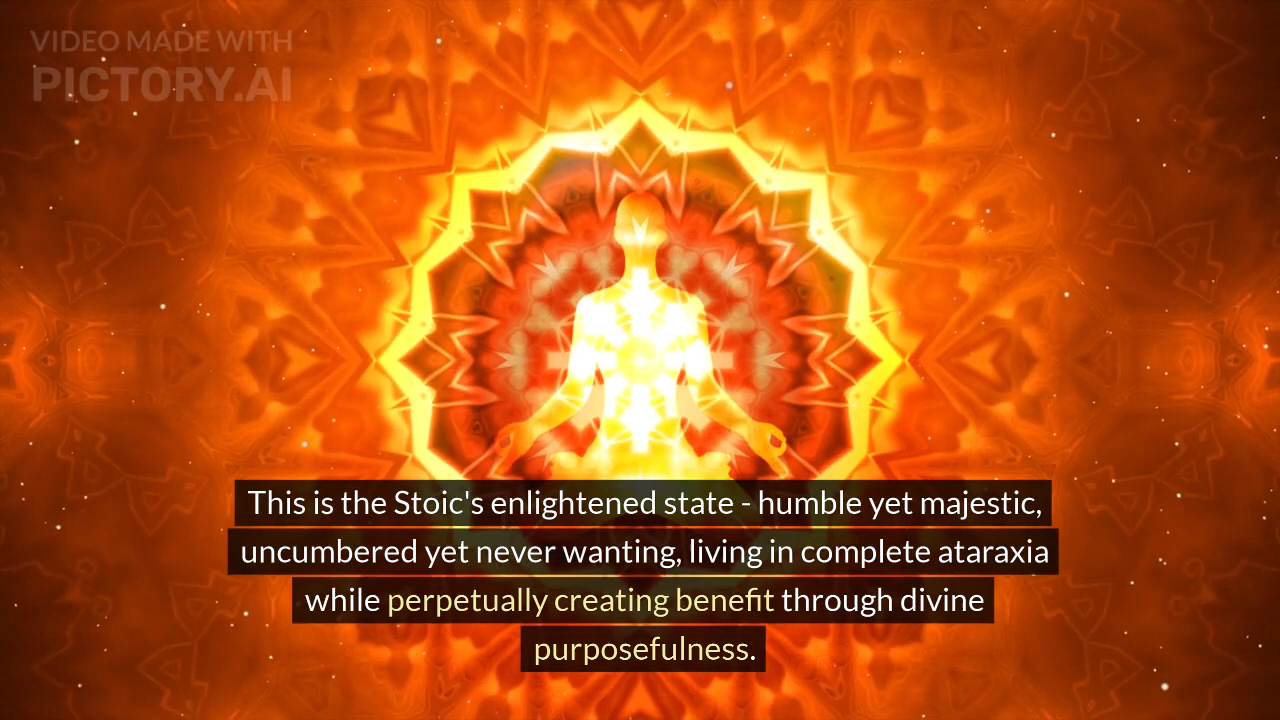 VIDEO MADE WITH
PICTORY.AI
This is the Stoic's enlightened state - humble yet majestic,
uncumbered yet never wanting, living in complete ataraxia
while perpetually creating benefit through divine
purposefulness.